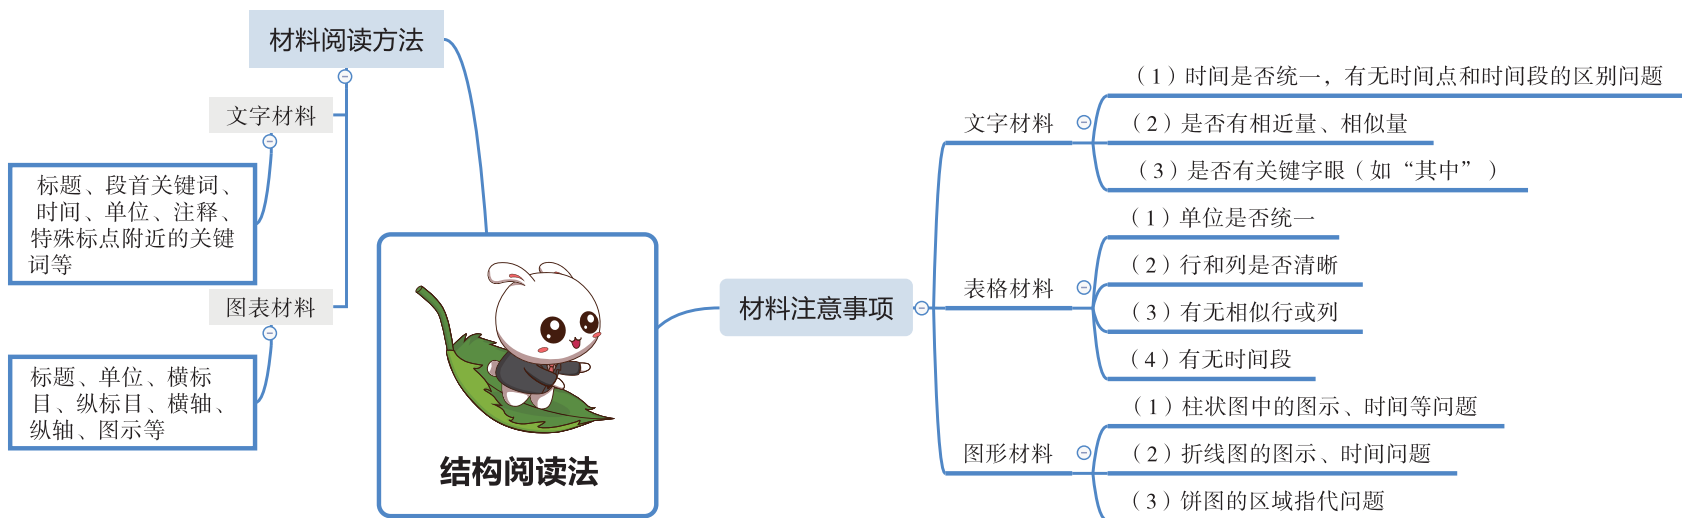 材料阅读方法
文字材料
标题、段首关键词、
时间、单位、注释、
特殊标点附近的关键
词等
图表材料
标题、单位、横标
目、纵标目、横轴、
纵轴、图示等
结构阅读法
材料注意事项
文字材料
（1）时间是否统一，有无时间点和时间段的区别问题
（2）是否有相近量、相似量
（3）是否有关键字眼（如“其中”）
表格材料
（1）单位是否统一
（2）行和列是否清晰
（3）有无相似行或列
（4）有无时间段
图形材料
（1）柱状图中的图示、时间等问题
（2）折线图的图示、时间问题
（3）饼图的区域指代问题